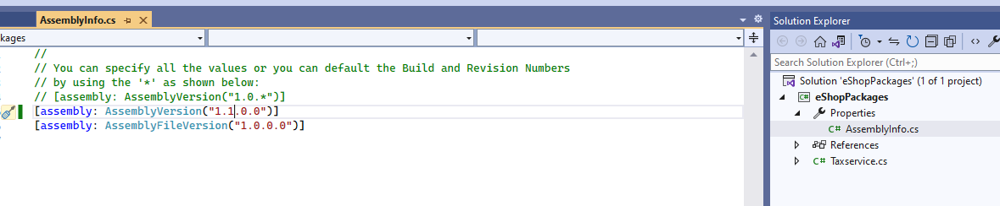 AssemblyInfo.cs
kages
//
// You can specify all the values or you can default the Build and Revision Numbers
// by using the '*' as shown below:
// [assembly: AssemblyVersion("1.0.*")]
[assembly: AssemblyVersion("1.1.0.0")]
[assembly: AssemblyFileVersion("1.0.0.0")]
Solution Explorer
Search Solution Explorer (Ctrl+;)
Solution 'eShopPackages' (1 of 1 project)
C# eShopPackages
Properties
C# AssemblyInfo.cs
References
C# Taxservice.cs